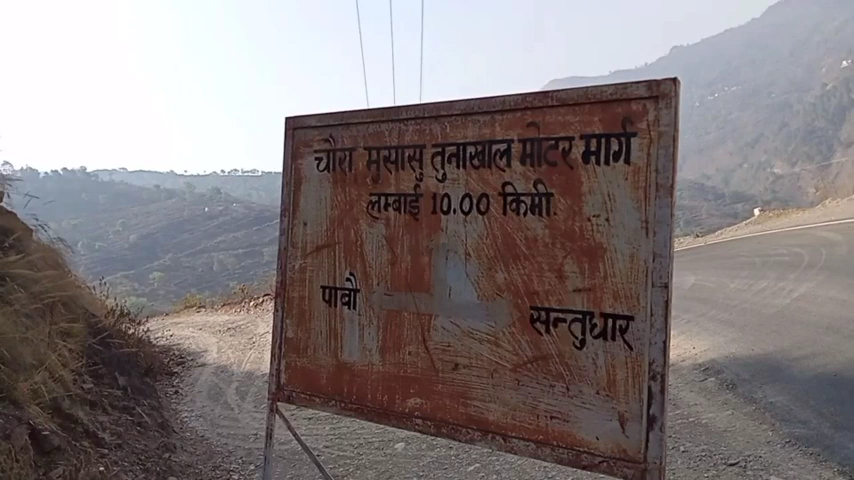 चौरा मुसासु तुनाखाल मोटर मार्ग
लम्बाई 10.00 किमी.
पाबौ
सन्तुधार